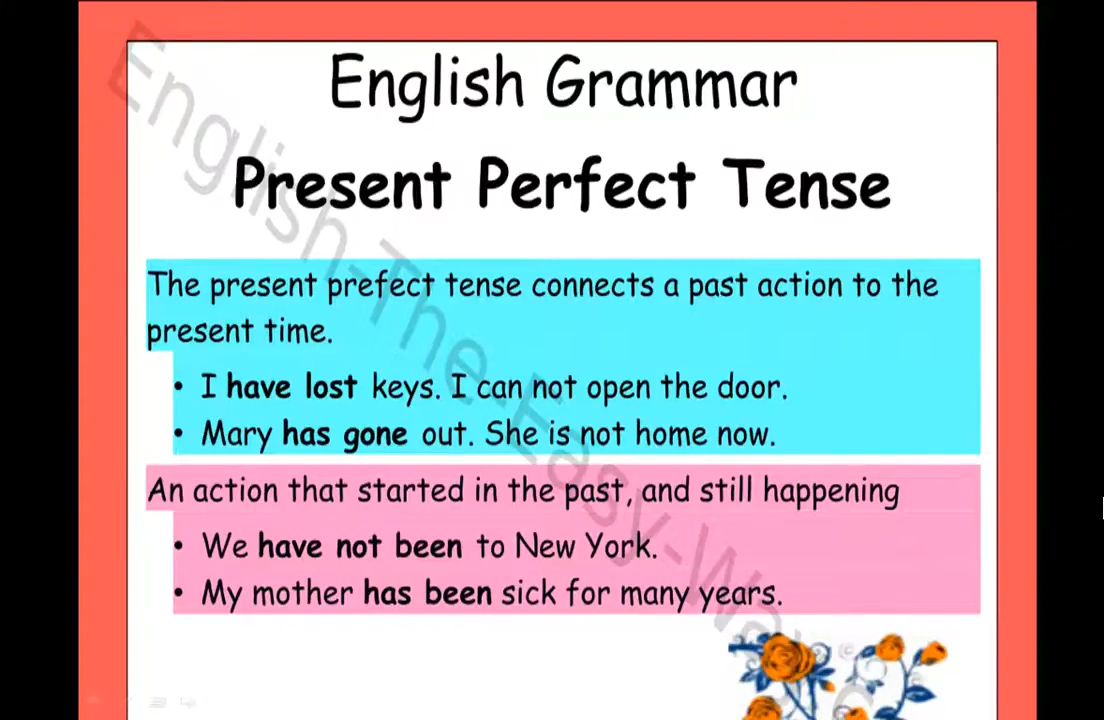 English Grammar
Present Perfect Tense
The present prefect tense connects a past action to the
present time.
• I have lost keys. I can not open the door.
• Mary has gone out. She is not home now.
An action that started in the past, and still happening
• We have not been to New York.
• My mother has been sick for many years.
English-The-Easy-Way